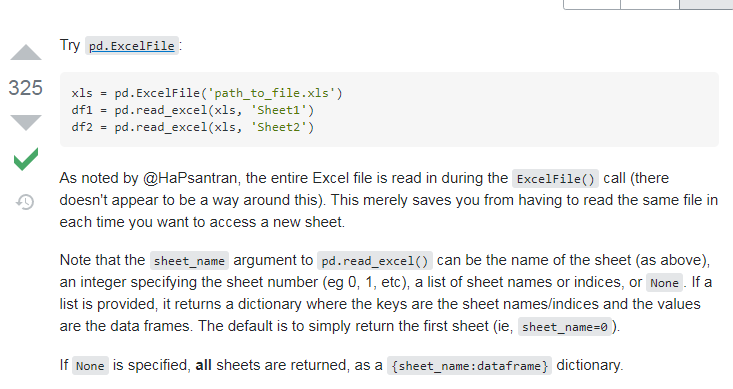 Try pd.ExcelFile:
325
xls = pd.ExcelFile('path_to_file.xls')
df1 = pd.read_excel(xls, 'Sheet1')
df2 = pd.read_excel(xls, 'Sheet2')
As noted by @HaPsantran, the entire Excel file is read in during the ExcelFile() call (there
doesn't appear to be a way around this). This merely saves you from having to read the same file in
each time you want to access a new sheet.
Note that the sheet_name argument to pd.read_excel() can be the name of the sheet (as above),
an integer specifying the sheet number (eg 0, 1, etc), a list of sheet names or indices, or None. If a
list is provided, it returns a dictionary where the keys are the sheet names/indices and the values
are the data frames. The default is to simply return the first sheet (ie, sheet_name=0).
If None is specified, all sheets are returned, as a {sheet_name:dataframe} dictionary.